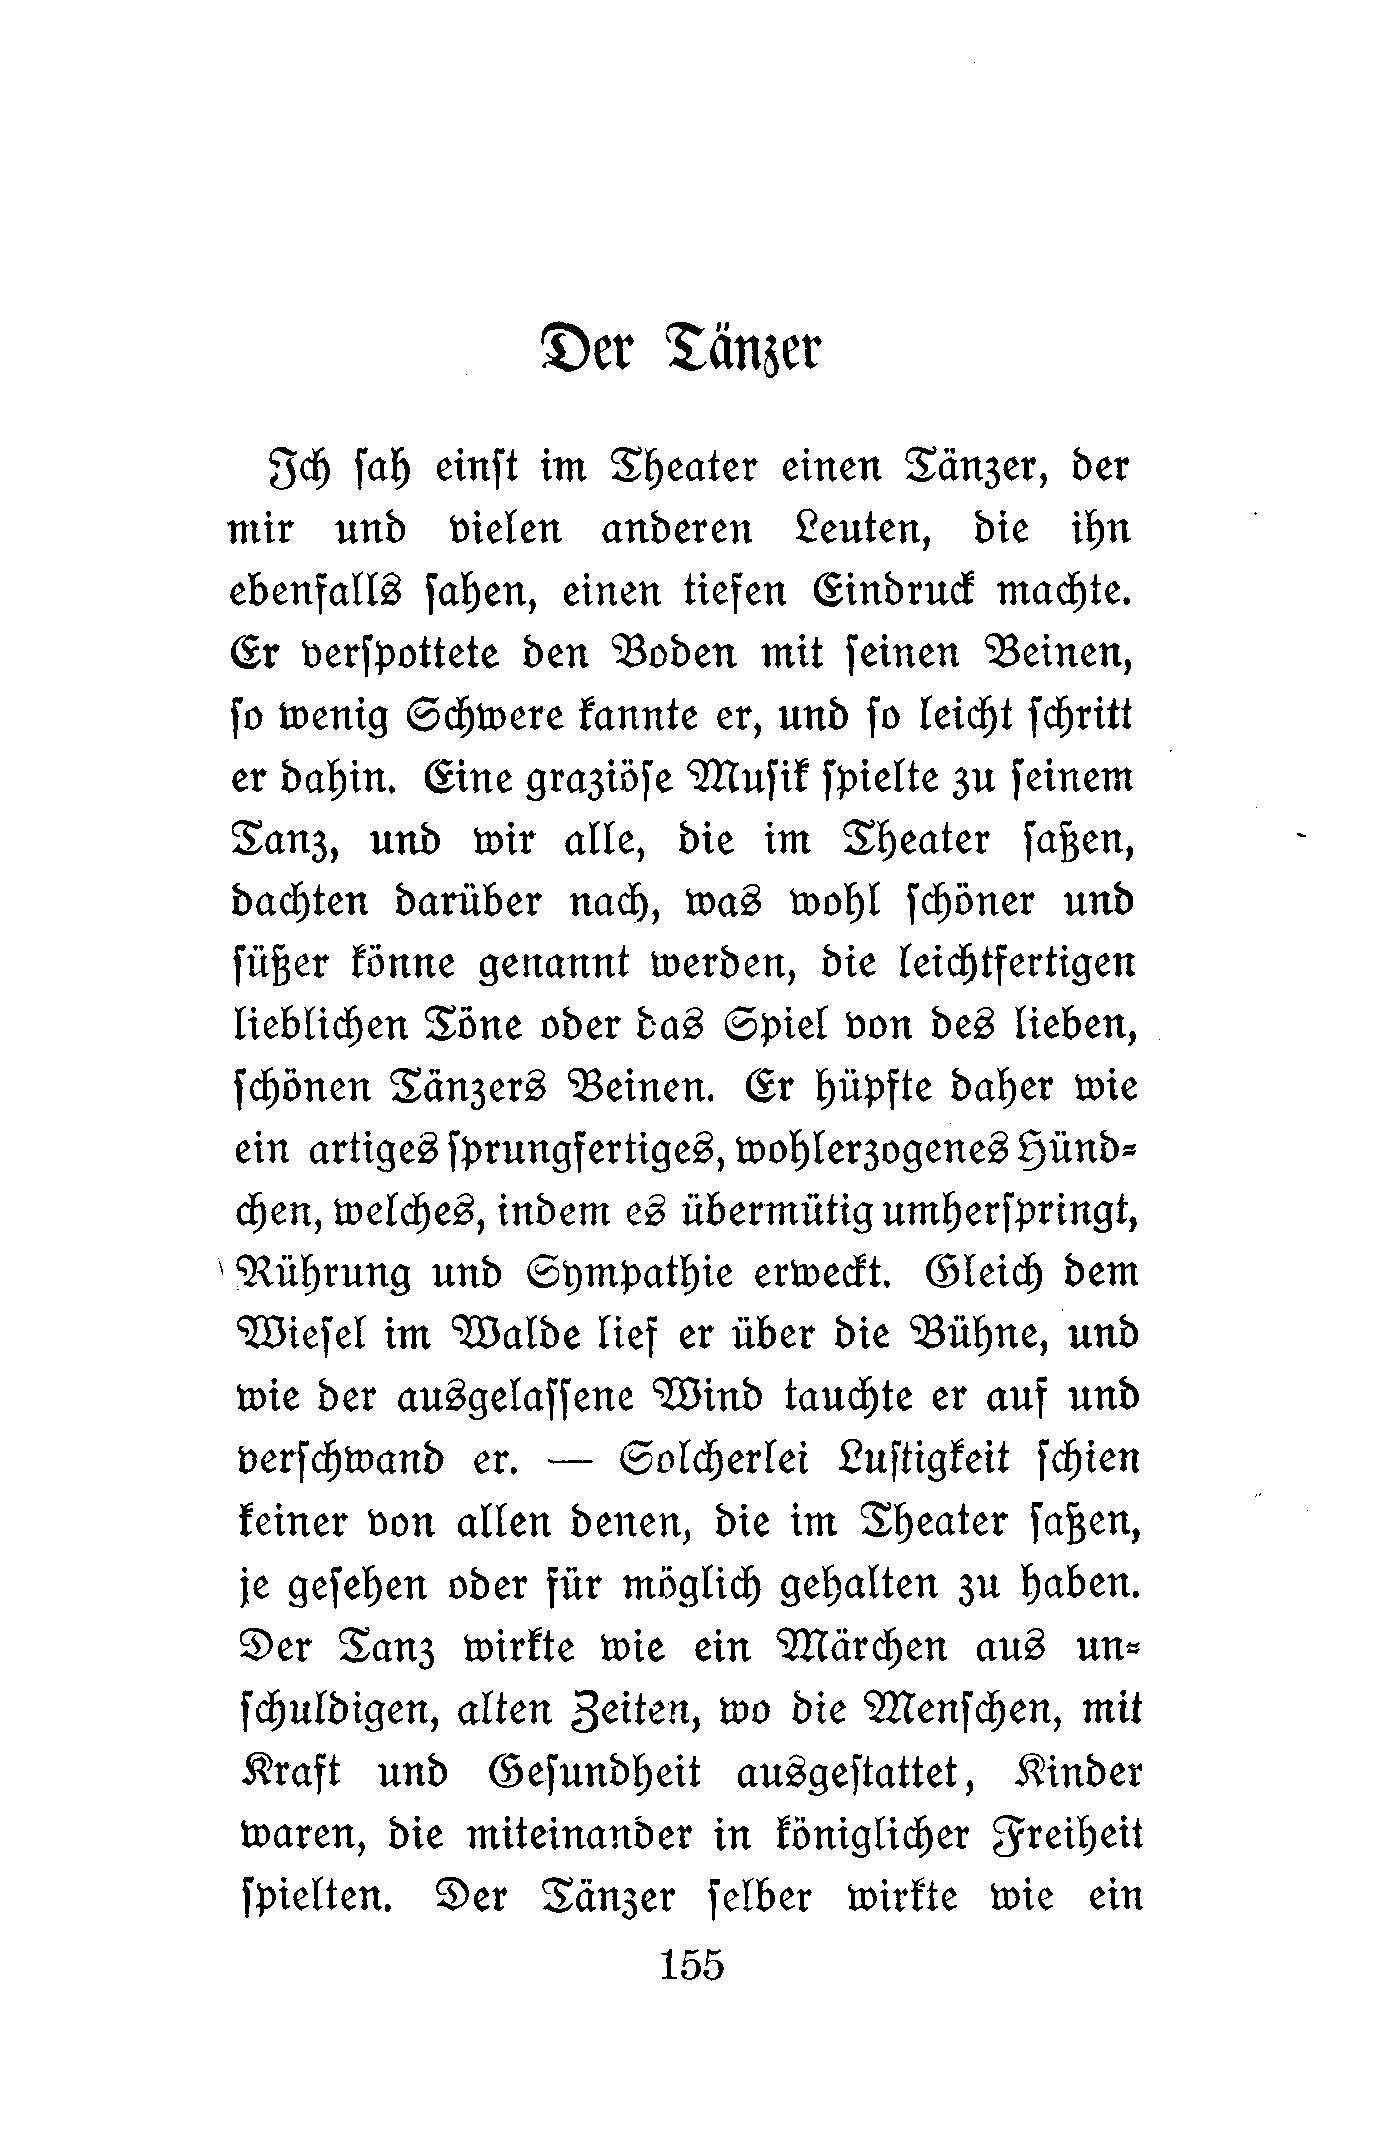 Der Tänzer
Ich ſah einſt im Theater einen Tänzer, der
mir und vielen anderen Leuten, die ihn
ebenfalls ſahen, einen tiefen Eindruck machte.
Er verſpottete den Boden mit ſeinen Beinen,
ſo wenig Schwere kannte er, und ſo leicht ſchritt
er dahin. Eine graziöſe Muſik ſpielte zu ſeinem
Tanz, und wir alle, die im Theater ſaßen,
dachten darüber nach, was wohl ſchöner und
ſüßer könne genannt werden, die leichtfertigen
lieblichen Töne oder das Spiel von des lieben,
ſchönen Tänzers Beinen. Er hüpfte daher wie
ein artiges ſprungfertiges, wohlerzogenes Hünd⸗
chen, welches, indem es übermütig umherſpringt,
Rührung und Sympathie erweckt. Gleich dem
Wieſel im Walde lief er über die Bühne, und
wie der ausgelaſſene Wind tauchte er auf und
verſchwand er. — Solcherlei Luſtigkeit ſchien
keiner von allen denen, die im Theater ſaßen,
je geſehen oder für möglich gehalten zu haben.
Der Tanz wirkte wie ein Märchen aus un⸗
ſchuldigen, alten Zeiten, wo die Menſchen, mit
Kraft und Geſundheit ausgeſtattet, Kinder
waren, die miteinander in königlicher Freiheit
ſpielten. Der Tänzer ſelber wirkte wie ein
155